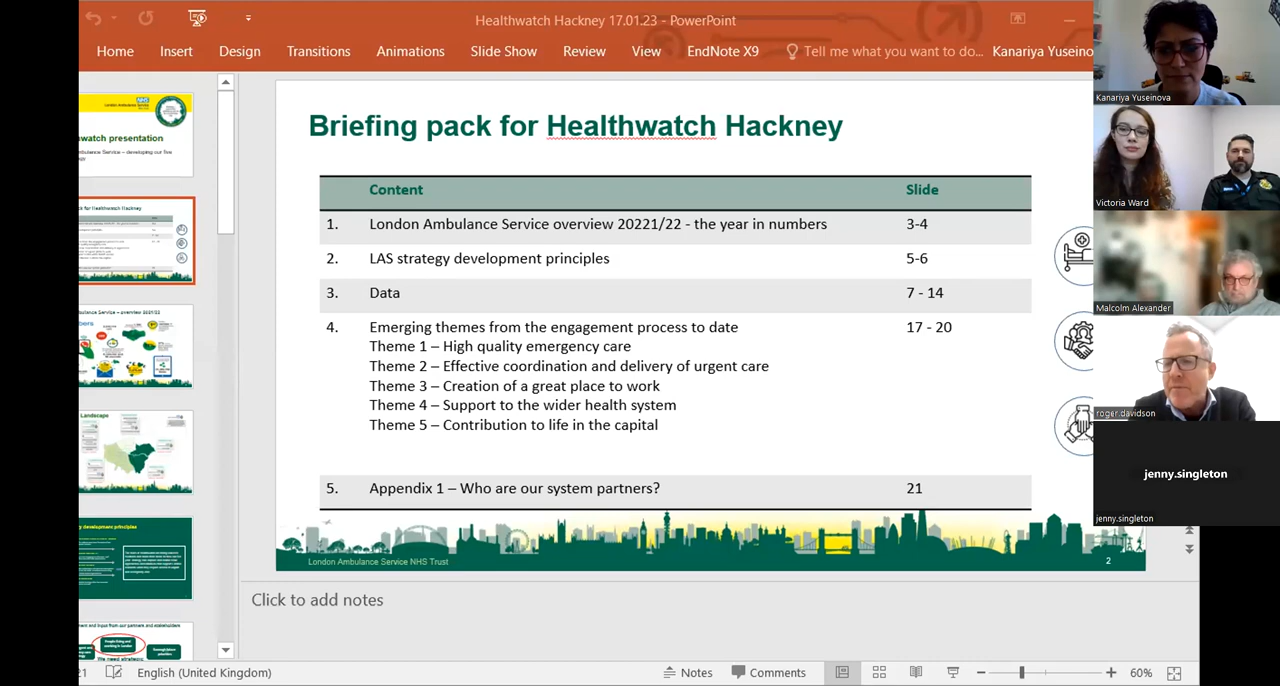 Healthwatch Hackney 17.01.23 - PowerPoint
Home Insert Design Transitions Animations Slide Show Review View EndNote X9 Tell me what you want to do... Kanariya Yuseino
Briefing pack for Healthwatch Hackney
Content Slide
1. London Ambulance Service overview 20221/22 - the year in numbers 3-4
2. LAS strategy development principles 5-6
3. Data 7 - 14
4. Emerging themes from the engagement process to date 17 - 20
Theme 1 – High quality emergency care
Theme 2 – Effective coordination and delivery of urgent care
Theme 3 – Creation of a great place to work
Theme 4 – Support to the wider health system
Theme 5 – Contribution to life in the capital
5. Appendix 1 – Who are our system partners? 21
London Ambulance Service NHS Trust 2
Click to add notes
21 English (United Kingdom) Notes Comments 60%
Kanariya Yuseinova
Victoria Ward
Malcolm Alexander
roger.davidson
jenny.singleton
jenny.singleton